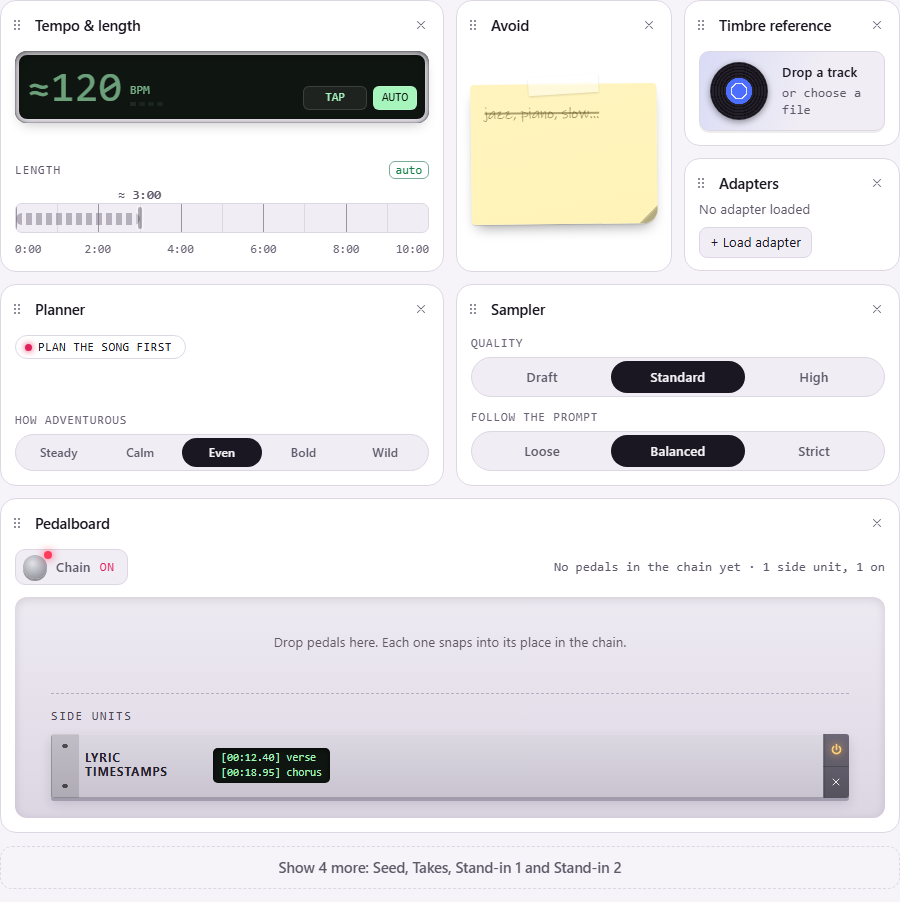 Tempo & length
≈120 BPM
TAP
AUTO
LENGTH
auto
≈ 3:00
0:00 2:00 4:00 6:00 8:00 10:00
Avoid
jazz, piano, slow...
Timbre reference
Drop a track
or choose a
file
Adapters
No adapter loaded
+ Load adapter
Planner
PLAN THE SONG FIRST
HOW ADVENTUROUS
Steady Calm Even Bold Wild
Sampler
QUALITY
Draft Standard High
FOLLOW THE PROMPT
Loose Balanced Strict
Pedalboard
Chain ON
No pedals in the chain yet · 1 side unit, 1 on
Drop pedals here. Each one snaps into its place in the chain.
SIDE UNITS
LYRIC
TIMESTAMPS
[00:12.40] verse
[00:18.95] chorus
Show 4 more: Seed, Takes, Stand-in 1 and Stand-in 2